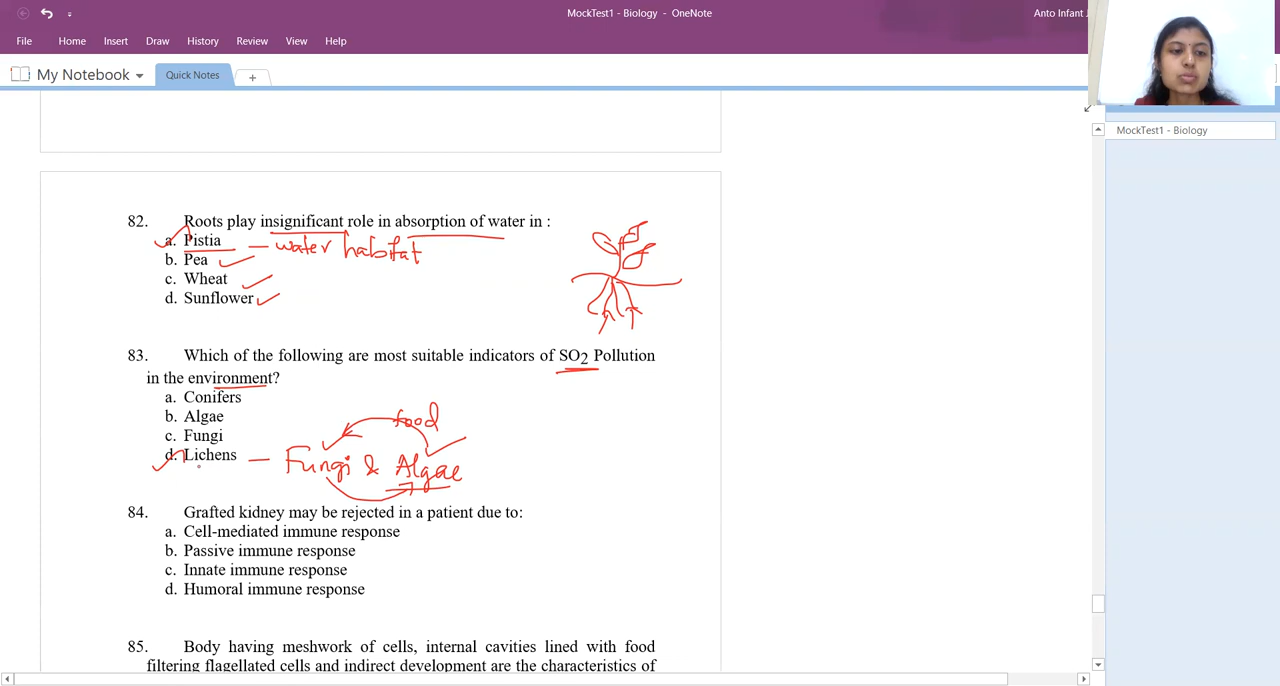 MockTest1 - Biology - OneNote
Anto Infant J
File Home Insert Draw History Review View Help
My Notebook Quick Notes +
MockTest1 - Biology
82. Roots play insignificant role in absorption of water in :
a. Pistia - water habitat
b. Pea
c. Wheat
d. Sunflower
83. Which of the following are most suitable indicators of SO2 Pollution
in the environment?
a. Conifers
b. Algae
food
c. Fungi
d. Lichens - Fungi & Algae
84. Grafted kidney may be rejected in a patient due to:
a. Cell-mediated immune response
b. Passive immune response
c. Innate immune response
d. Humoral immune response
85. Body having meshwork of cells, internal cavities lined with food
filtering flagellated cells and indirect development are the characteristics of